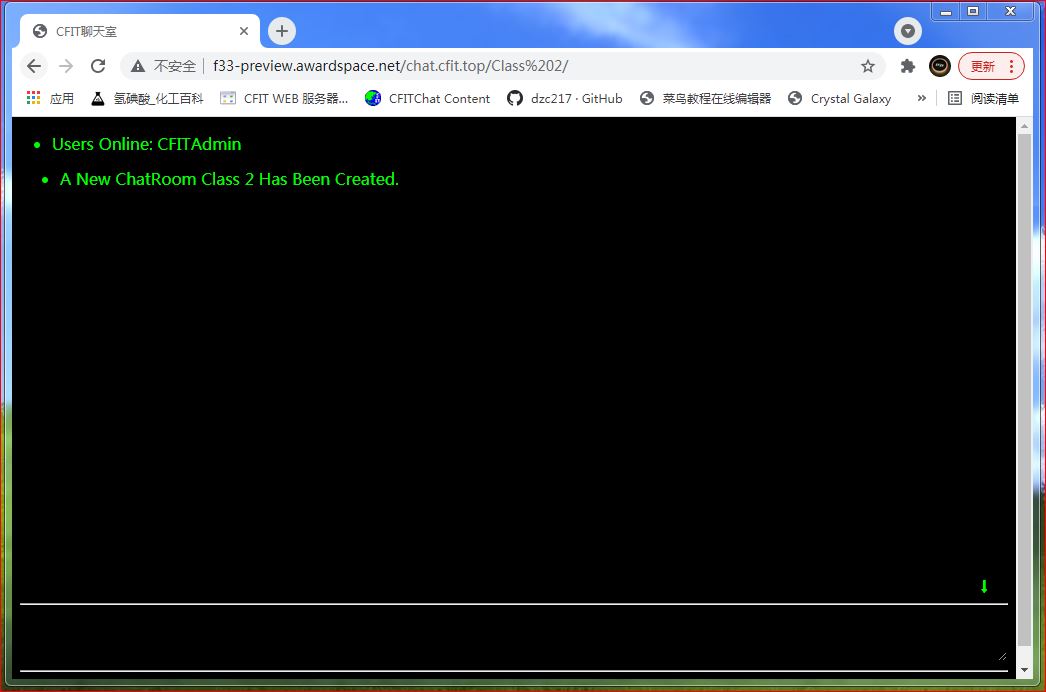 CFIT聊天室
不安全 f33-preview.awardspace.net/chat.cfit.top/Class%202/ 更新
应用 氢碘酸_化工百科 CFIT WEB 服务器... CFITChat Content dzc217 · GitHub 菜鸟教程在线编辑器 Crystal Galaxy » 阅读清单
Users Online: CFITAdmin
A New ChatRoom Class 2 Has Been Created.